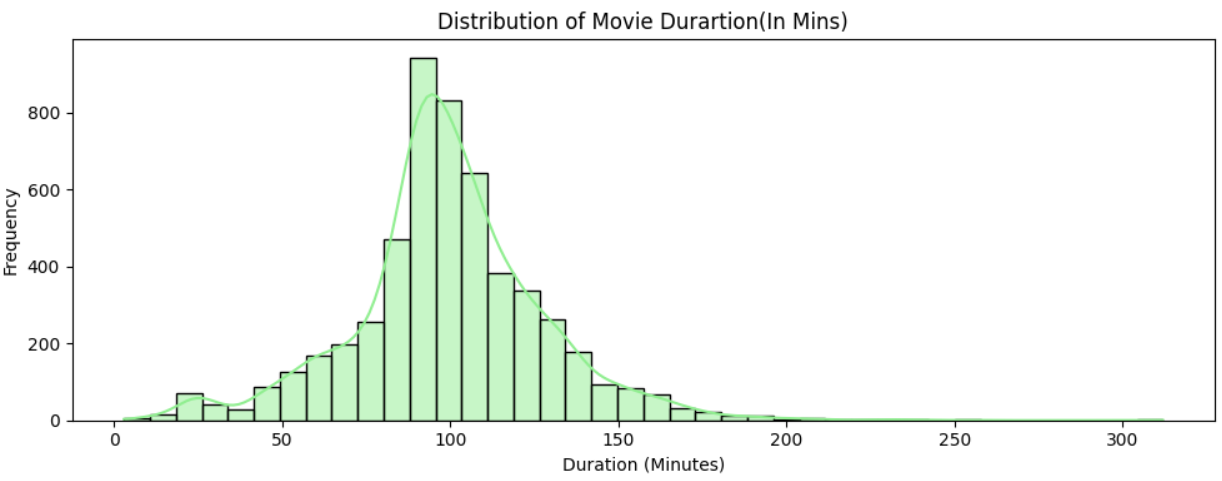 Distribution of Movie Durartion(In Mins)
800
600
400
200
0
Frequency
0 50 100 150 200 250 300
Duration (Minutes)